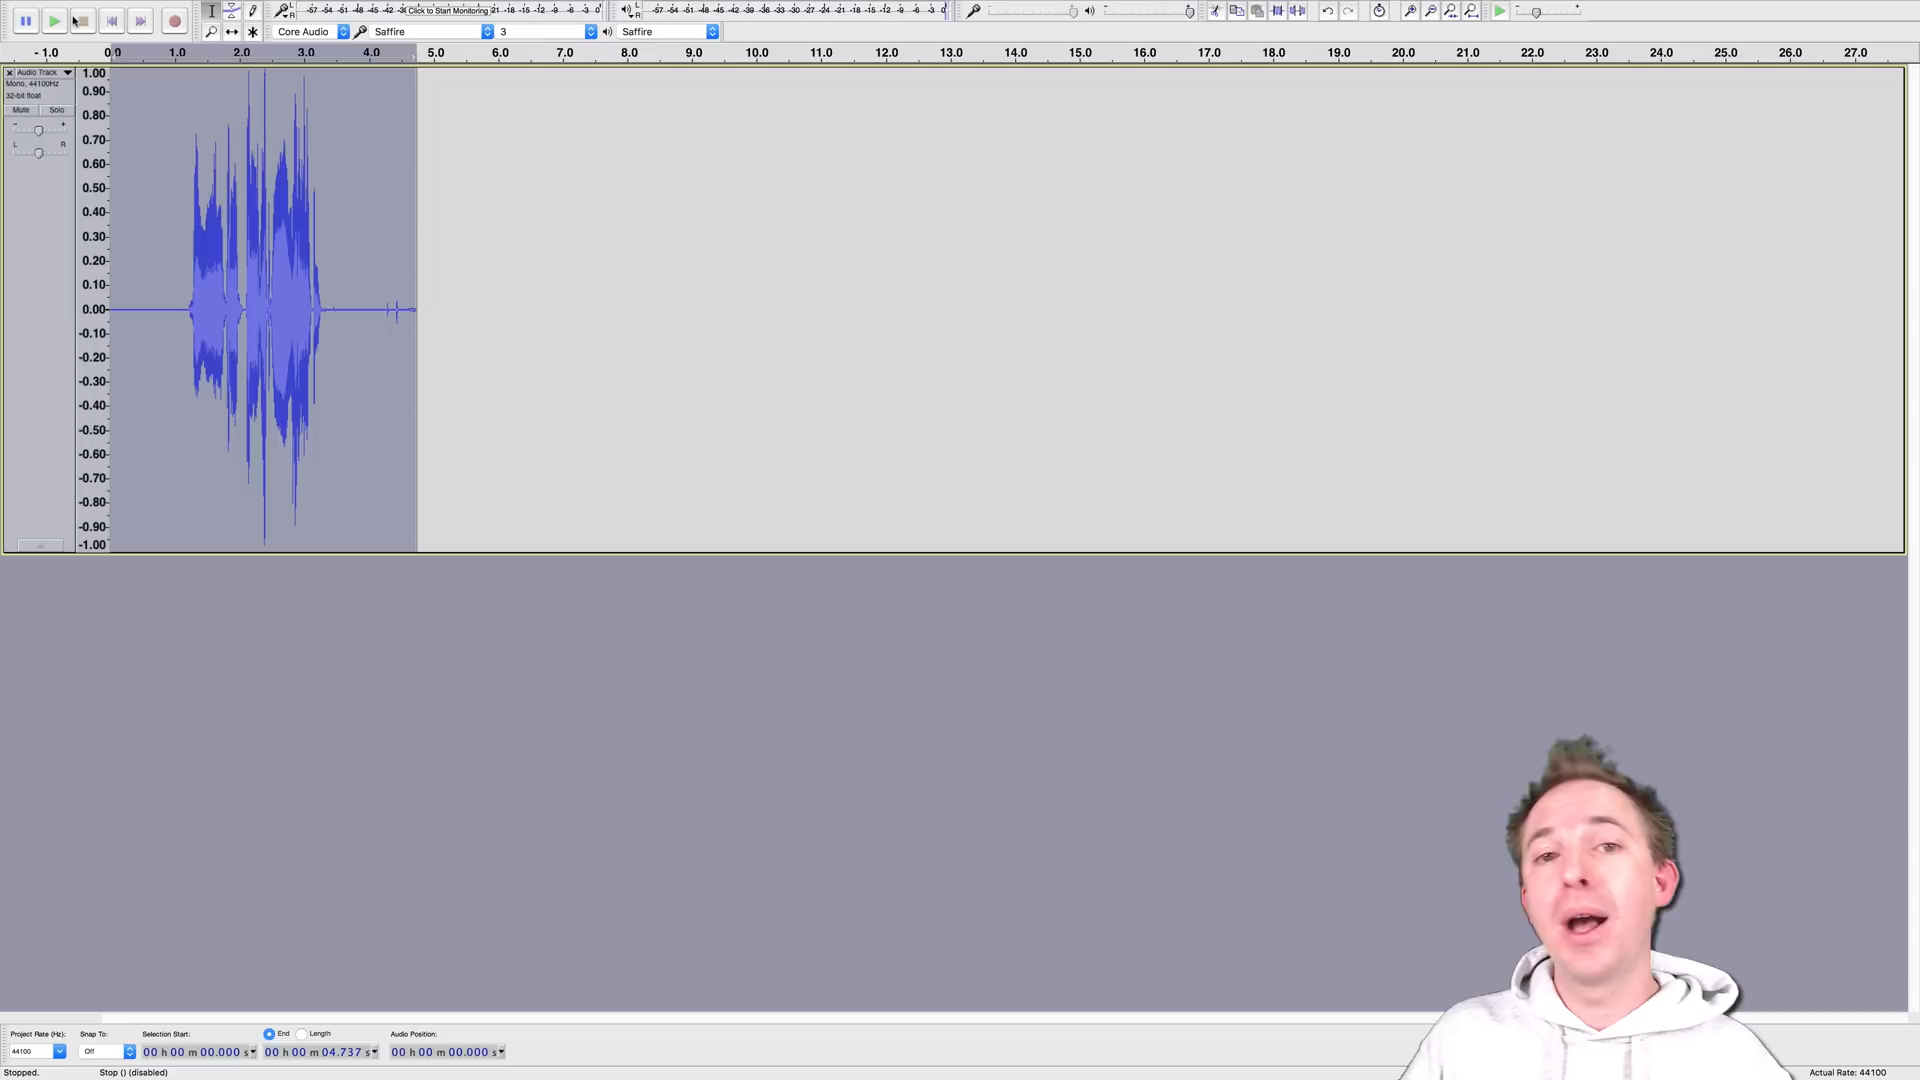 -57 -54 -51 -48 -45 -42 -3 Click to Start Monitoring 21 -18 -15 -12 -9 -6 -3 0
-57 -54 -51 -48 -45 -42 -39 -36 -33 -30 -27 -24 -21 -18 -15 -12 -9 -6 -3 0
Core Audio Saffire 3 Saffire
- 1.0 0.0 1.0 2.0 3.0 4.0 5.0 6.0 7.0 8.0 9.0 10.0 11.0 12.0 13.0 14.0 15.0 16.0 17.0 18.0 19.0 20.0 21.0 22.0 23.0 24.0 25.0 26.0 27.0
Audio Track
Mono, 44100Hz
32-bit float
Mute Solo
- +
L R
1.00
0.90
0.80
0.70
0.60
0.50
0.40
0.30
0.20
0.10
0.00
-0.10
-0.20
-0.30
-0.40
-0.50
-0.60
-0.70
-0.80
-0.90
-1.00
Project Rate (Hz): Snap To: Selection Start: End Length Audio Position:
44100 Off 00 h 00 m 00.000 s 00 h 00 m 04.737 s 00 h 00 m 00.000 s
Stopped. Stop () (disabled) Actual Rate: 44100